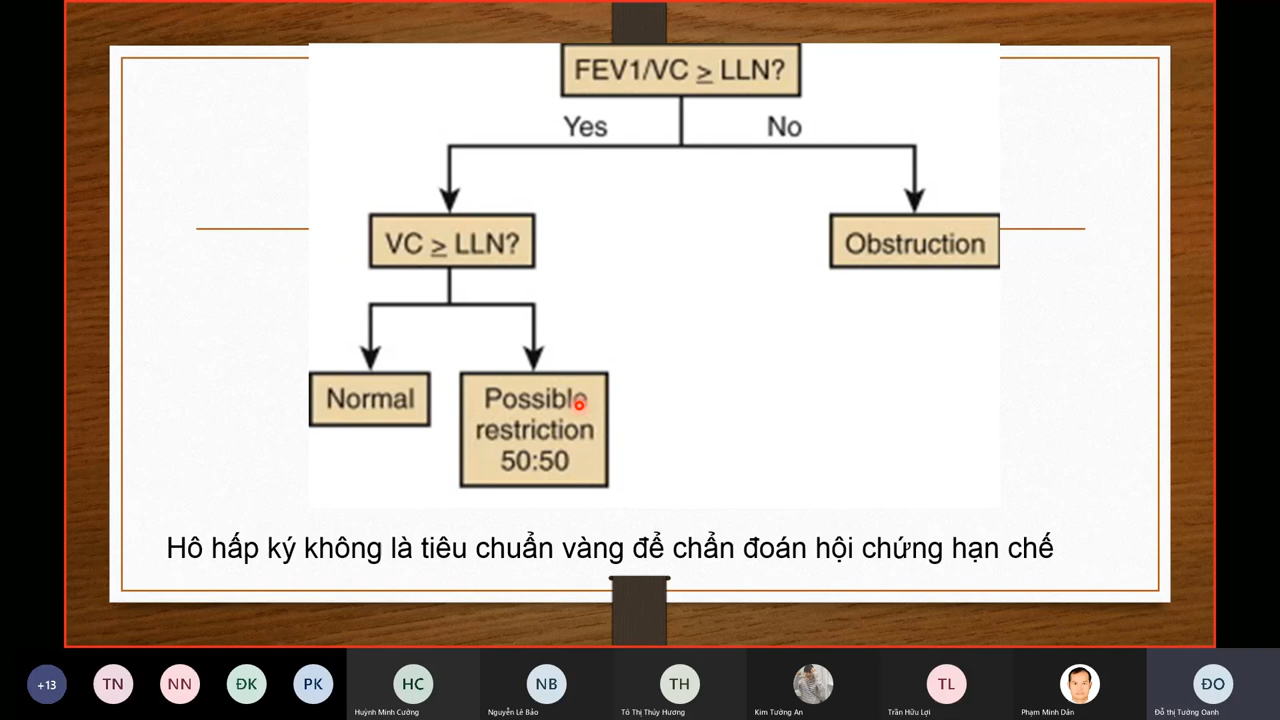 FEV1/VC ≥ LLN?
Yes
No
VC ≥ LLN?
Obstruction
Normal
Possible
restriction
50:50
Hô hấp ký không là tiêu chuẩn vàng để chẩn đoán hội chứng hạn chế
+13
TN
NN
ĐK
PK
HC
NB
TH
TL
ĐO
Huỳnh Minh Cường
Nguyễn Lê Bảo
Tô Thị Thúy Hương
Kim Tường An
Trần Hữu Lợi
Phạm Minh Dân
Đỗ thị Tường Oanh